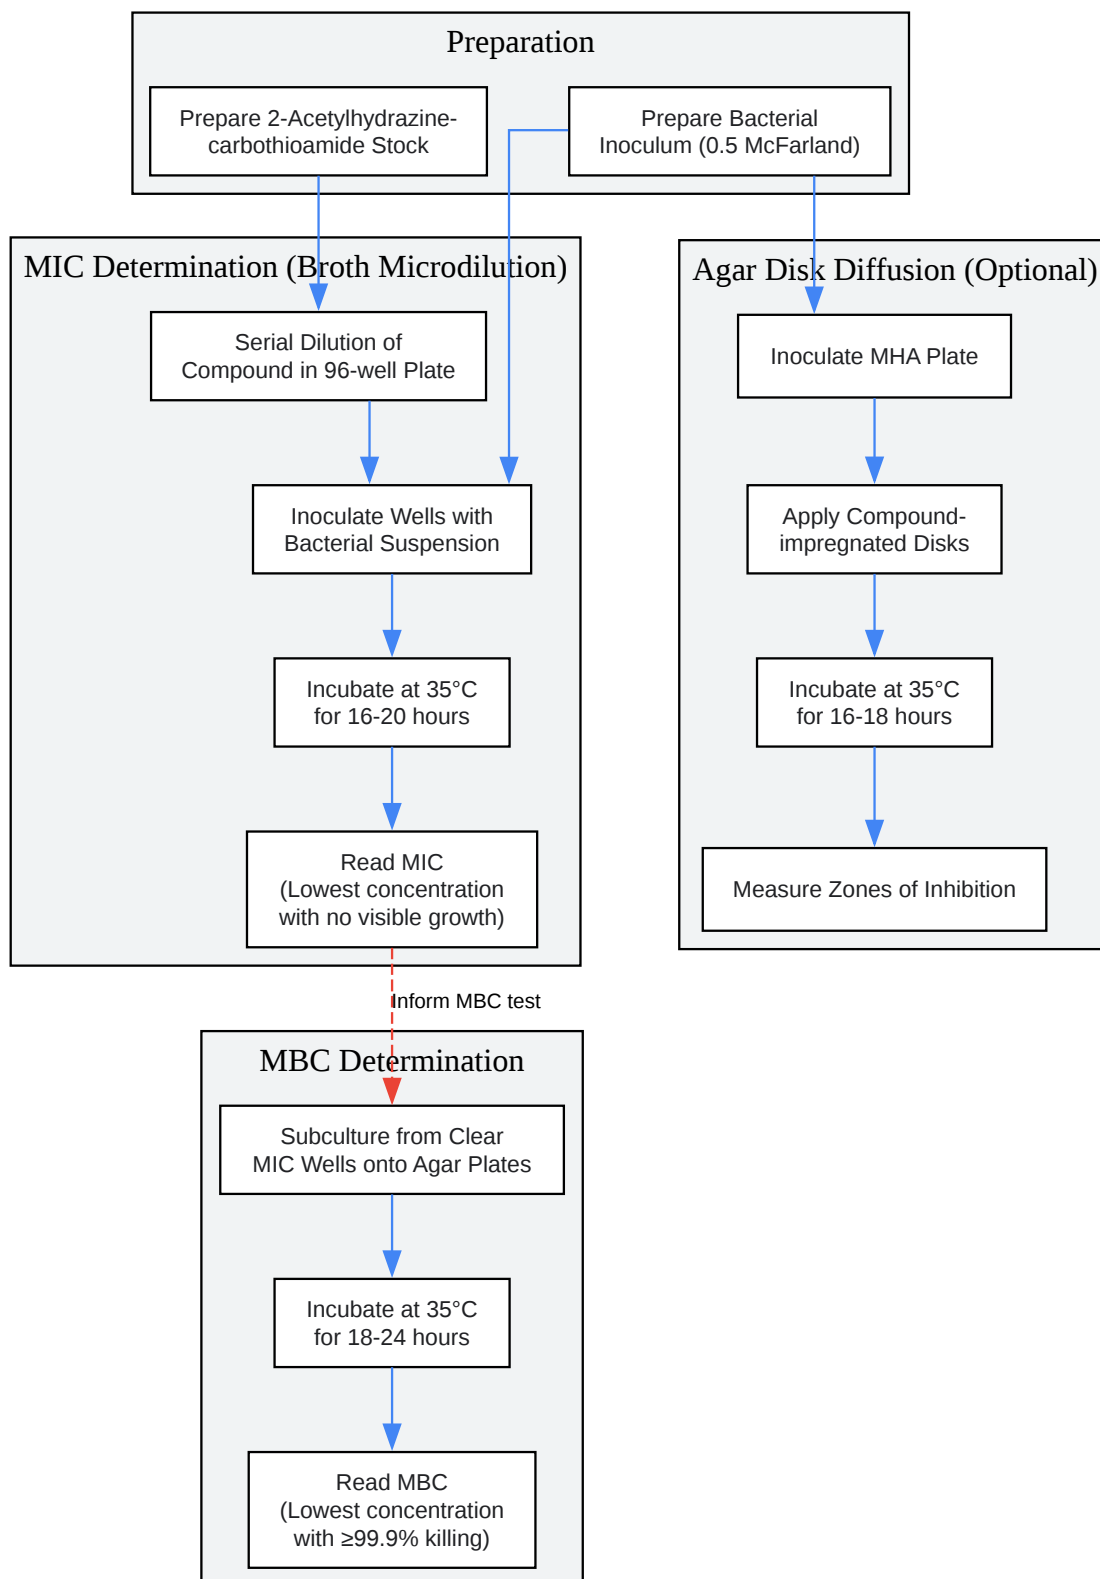 Preparation
Prepare 2-Acetylhydrazine-
carbothioamide Stock
Prepare Bacterial
Inoculum (0.5 McFarland)
MIC Determination (Broth Microdilution)
Serial Dilution of
Compound in 96-well Plate
Inoculate Wells with
Bacterial Suspension
Incubate at 35°C
for 16-20 hours
Read MIC
(Lowest concentration
with no visible growth)
Agar Disk Diffusion (Optional)
Inoculate MHA Plate
Apply Compound-
impregnated Disks
Incubate at 35°C
for 16-18 hours
Measure Zones of Inhibition
Inform MBC test
MBC Determination
Subculture from Clear
MIC Wells onto Agar Plates
Incubate at 35°C
for 18-24 hours
Read MBC
(Lowest concentration
with ≥99.9% killing)